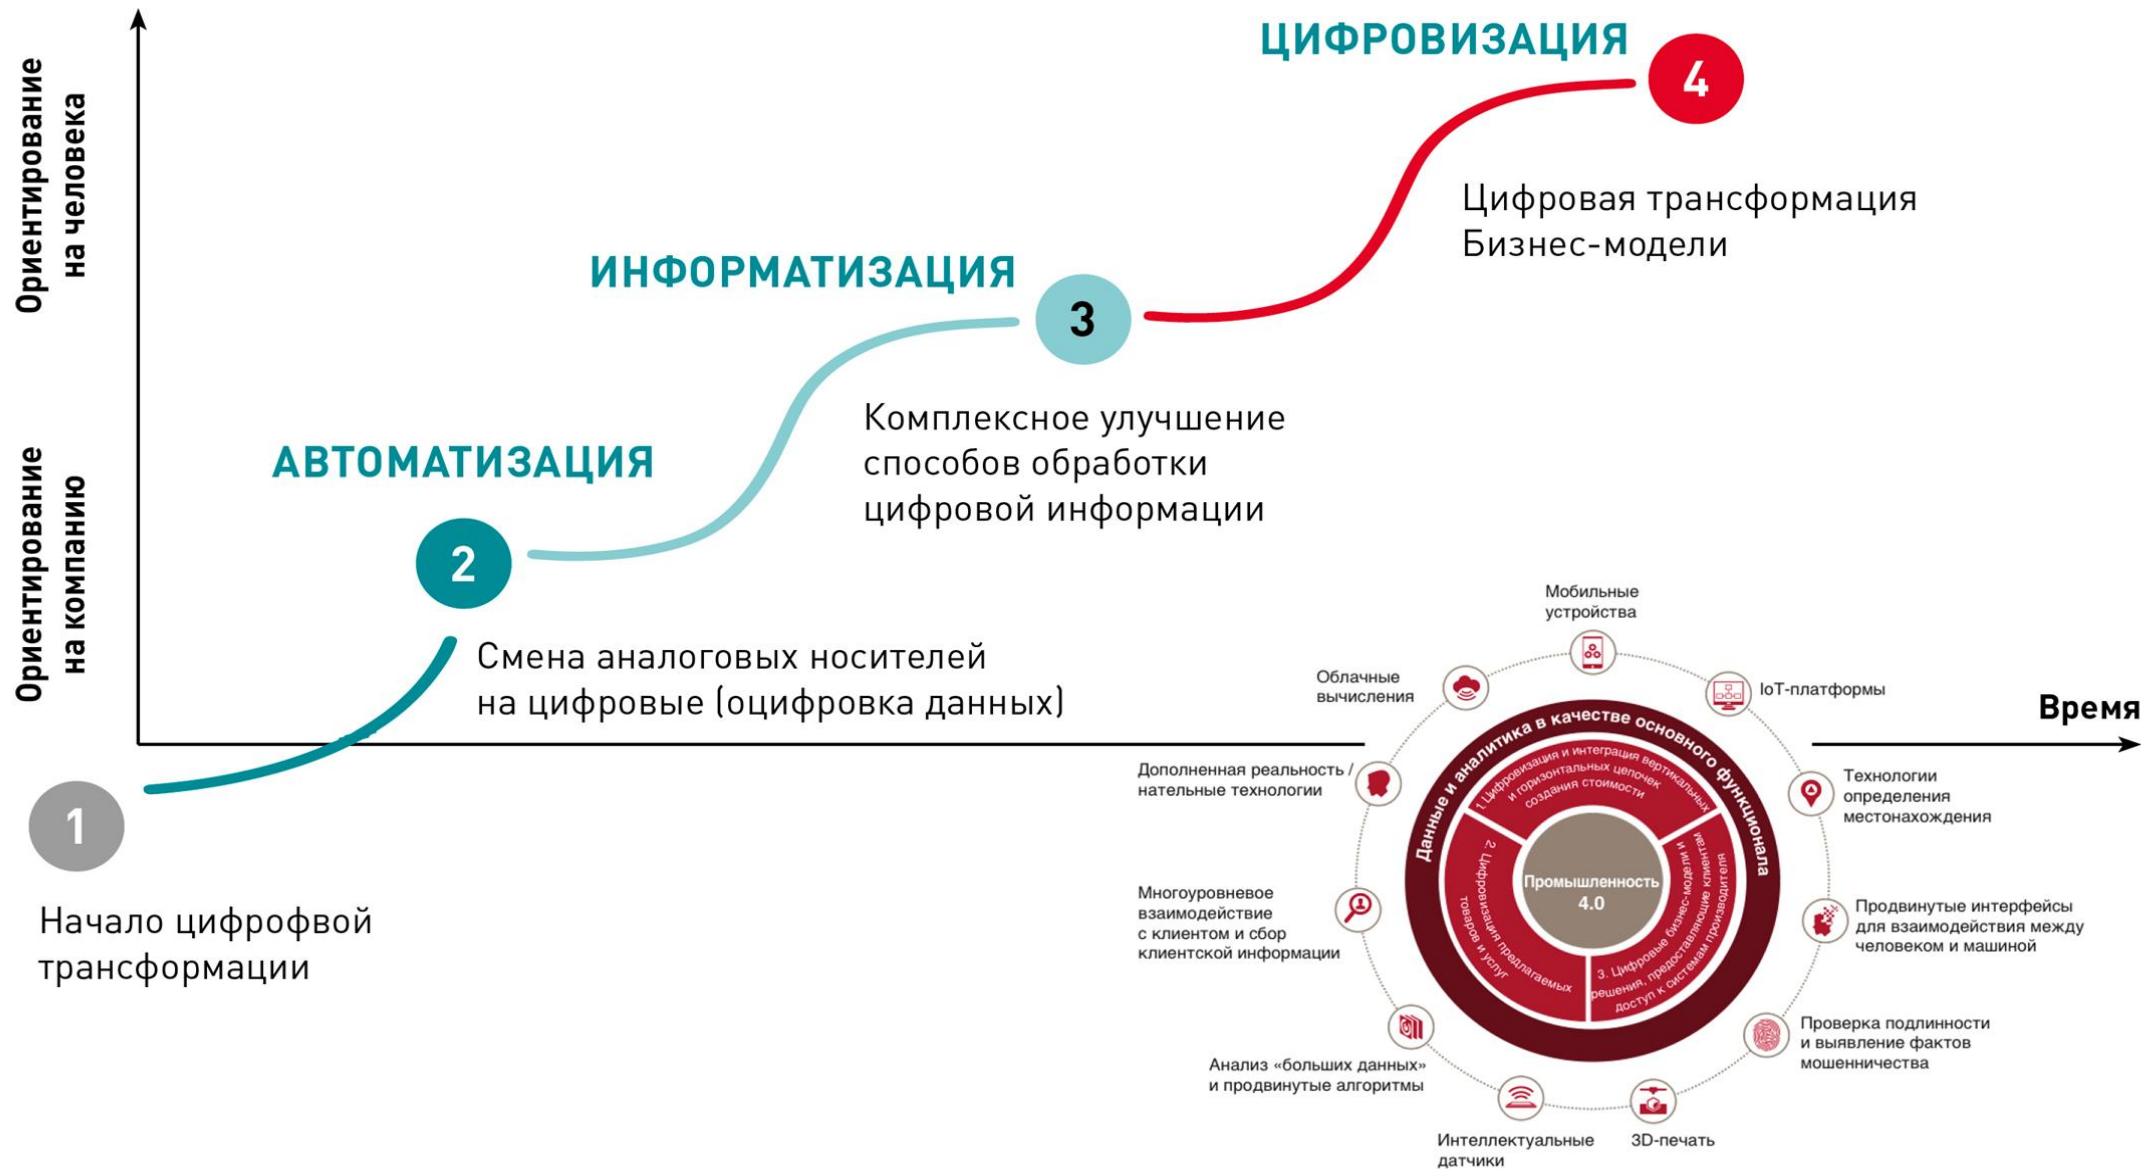 Ориентирование
на человека
Ориентирование
на компанию
ЦИФРОВИЗАЦИЯ
4
Цифровая трансформация
Бизнес-модели
ИНФОРМАТИЗАЦИЯ
3
Комплексное улучшение
способов обработки
цифровой информации
АВТОМАТИЗАЦИЯ
2
Смена аналоговых носителей
на цифровые (оцифровка данных)
1
Начало цифрофвой
трансформации
Время
Мобильные
устройства
IoT-платформы
Технологии
определения
местонахождения
Продвинутые интерфейсы
для взаимодействия между
человеком и машиной
Проверка подлинности
и выявление фактов
мошенничества
3D-печать
Интеллектуальные
датчики
Анализ «больших данных»
и продвинутые алгоритмы
Многоуровневое
взаимодействие
с клиентом и сбор
клиентской информации
Дополненная реальность /
нательные технологии
Облачные
вычисления
Данные и аналитика в качестве основного функционала
1. Цифровизация и интеграция вертикальных
и горизонтальных цепочек
создания стоимости
2. Цифровизация предлагаемых
товаров и услуг
3. Цифровые бизнес-модели и
решения, предоставляющие клиентам
доступ к системам производителя
Промышленность
4.0